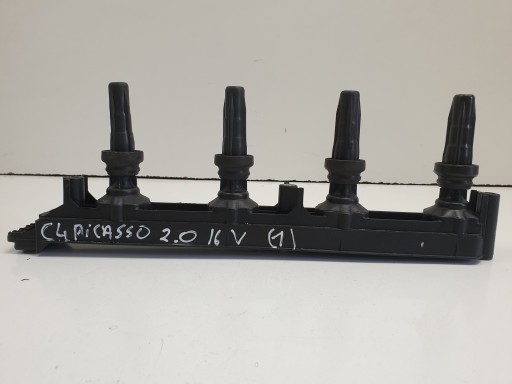 C4 PiCASSO 2.0 16 V (1)